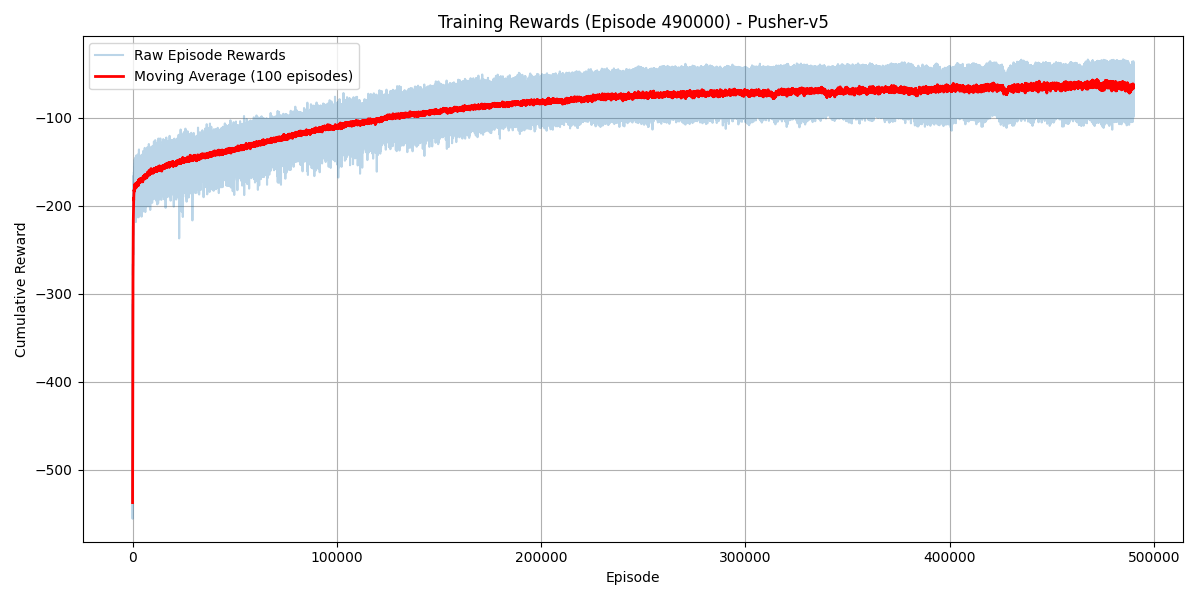 Training Rewards (Episode 490000) - Pusher-v5
Raw Episode Rewards
Moving Average (100 episodes)
Cumulative Reward
−100
−200
−300
−400
−500
0
100000
200000
300000
400000
500000
Episode